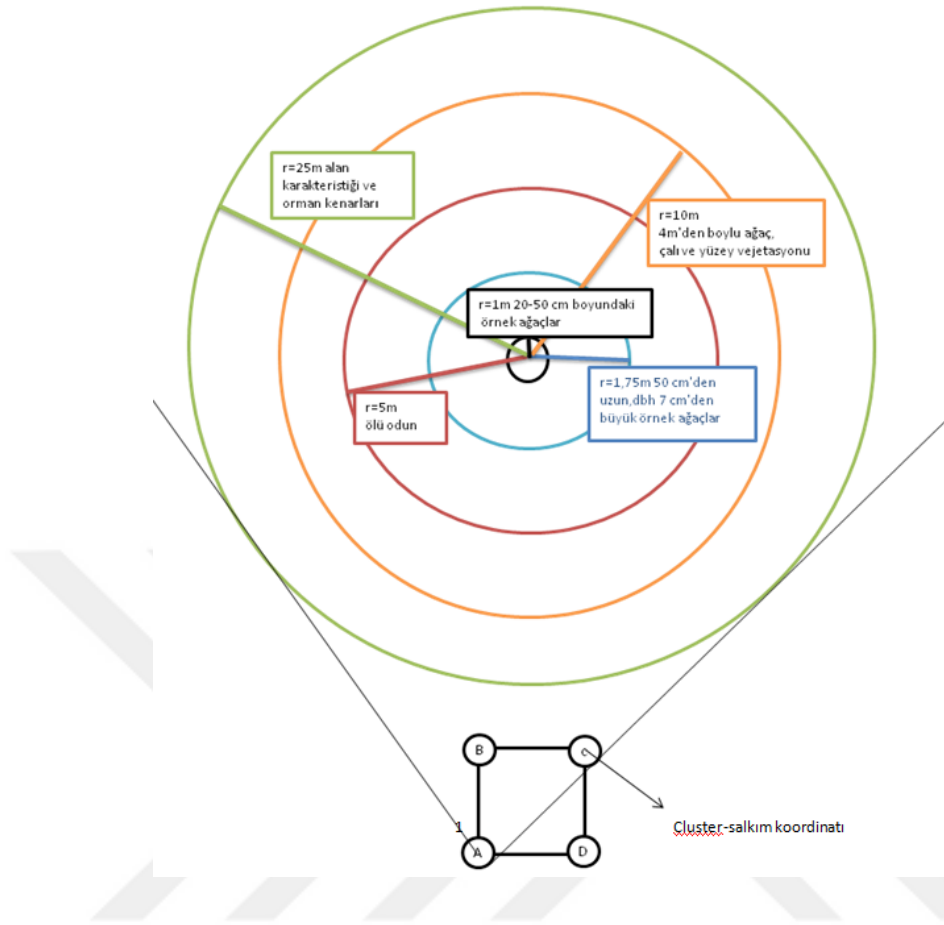 r=25m alan
karakteristiği ve
orman kenarları
r=10m
4m'den boylu ağaç,
çalı ve yüzey vejetasyonu
r=1m 20-50 cm boyundaki
örnek ağaçlar
r=1,75m 50 cm'den
uzun,dbh 7 cm'den
büyük örnek ağaçlar
r=5m
ölü odun
B
C
1
Cluster-salkım koordinatı
A
D